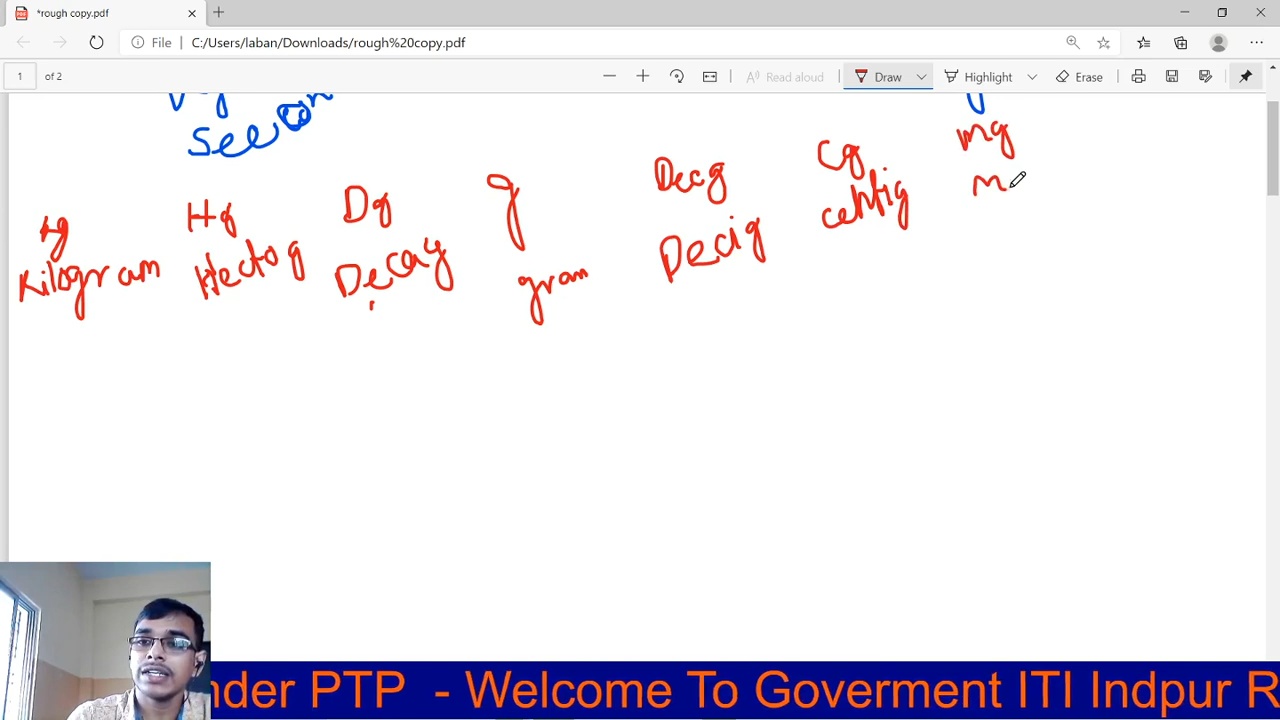 *rough copy.pdf
File C:/Users/laban/Downloads/rough%20copy.pdf
1 of 2 Read aloud Draw Highlight Erase
See
kg Hg Dg g Decg Cg mg
Kilogram Hectog Decag gram Decig centig m
nder PTP - Welcome To Goverment ITI Indpur R